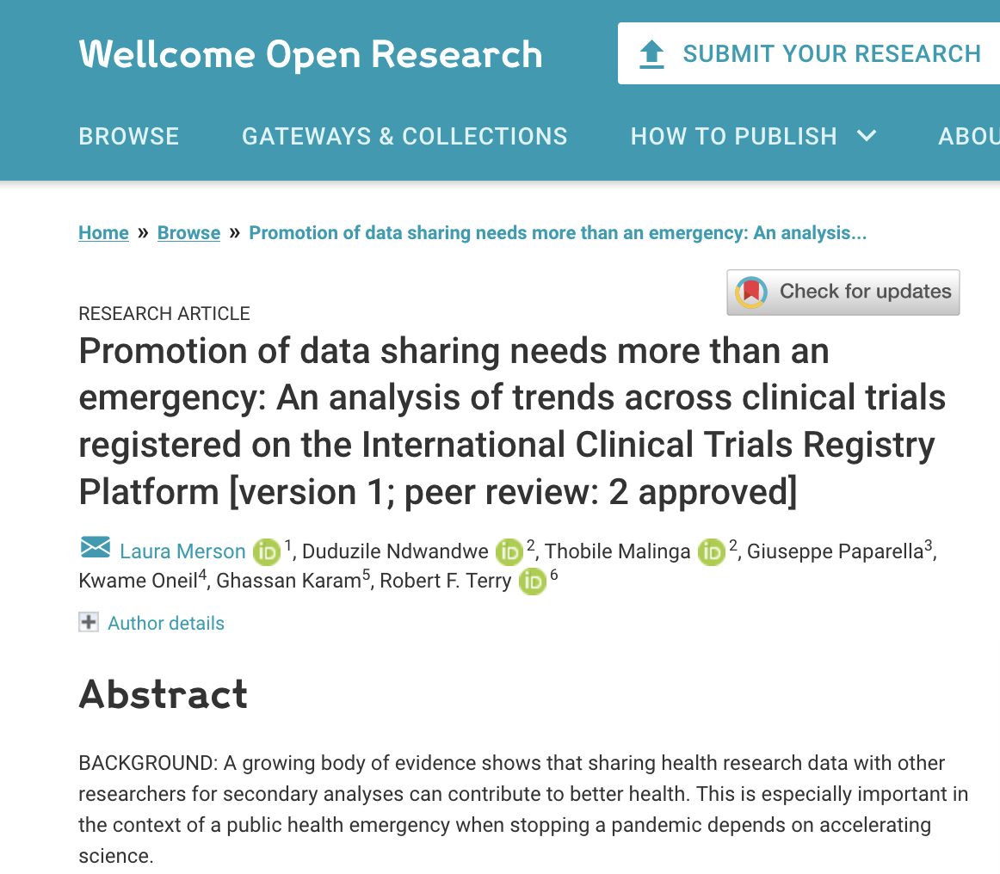 Wellcome Open Research
SUBMIT YOUR RESEARCH
BROWSE GATEWAYS & COLLECTIONS HOW TO PUBLISH ABOU
Home » Browse » Promotion of data sharing needs more than an emergency: An analysis...
Check for updates
RESEARCH ARTICLE
Promotion of data sharing needs more than an
emergency: An analysis of trends across clinical trials
registered on the International Clinical Trials Registry
Platform [version 1; peer review: 2 approved]
Laura Merson iD 1, Duduzile Ndwandwe iD 2, Thobile Malinga iD 2, Giuseppe Paparella3,
Kwame Oneil4, Ghassan Karam5, Robert F. Terry iD 6
Author details
Abstract
BACKGROUND: A growing body of evidence shows that sharing health research data with other
researchers for secondary analyses can contribute to better health. This is especially important in
the context of a public health emergency when stopping a pandemic depends on accelerating
science.